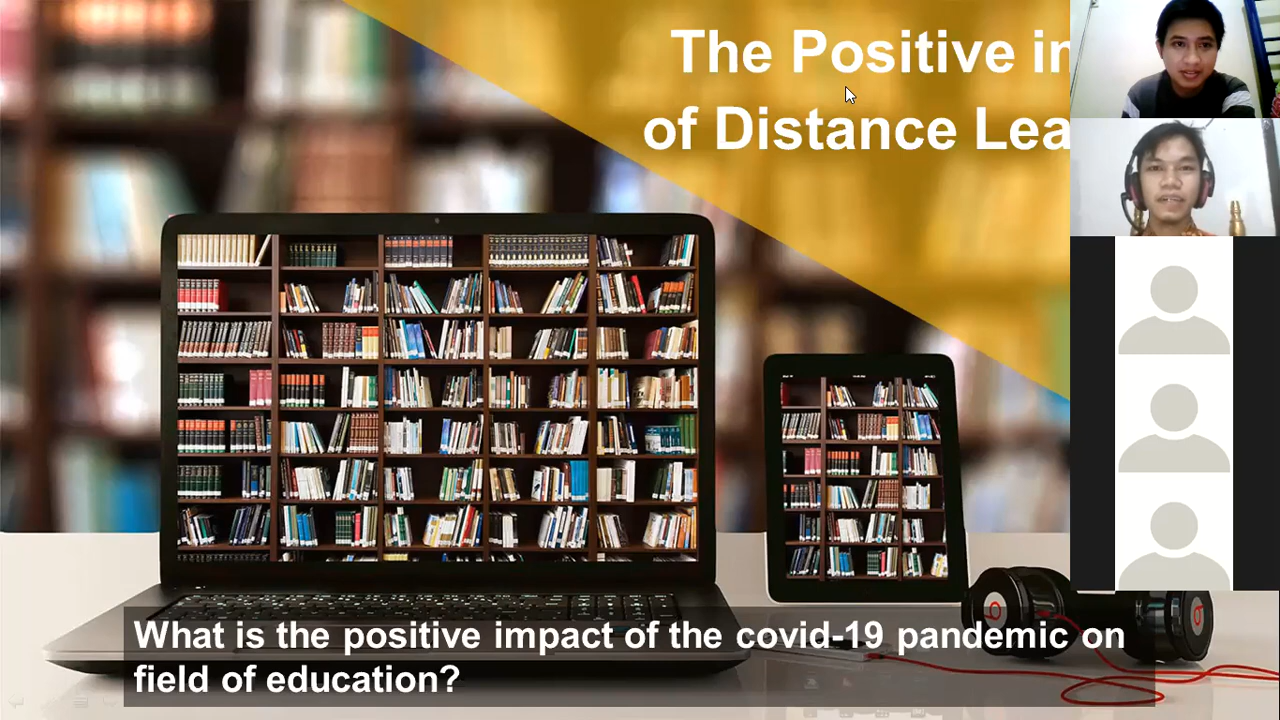 The Positive in
of Distance Lea
What is the positive impact of the covid-19 pandemic on
field of education?